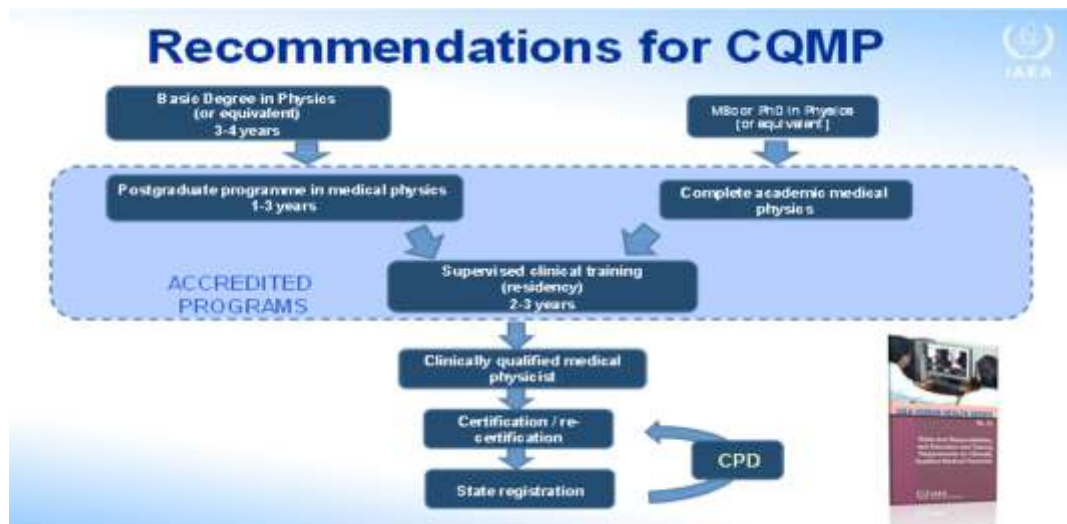 Recommendations for CQMP
IAEA
Basic Degree in Physics
(or equivalent)
3-4 years
MSc or PhD in Physics
[or equivalent]
Postgraduate programme in medical physics
1-3 years
Complete academic medical
physics
Supervised clinical training
(residency)
2-3 years
ACCREDITED
PROGRAMS
Clinically qualified medical
physicist
Certification / re-
certification
CPD
State registration